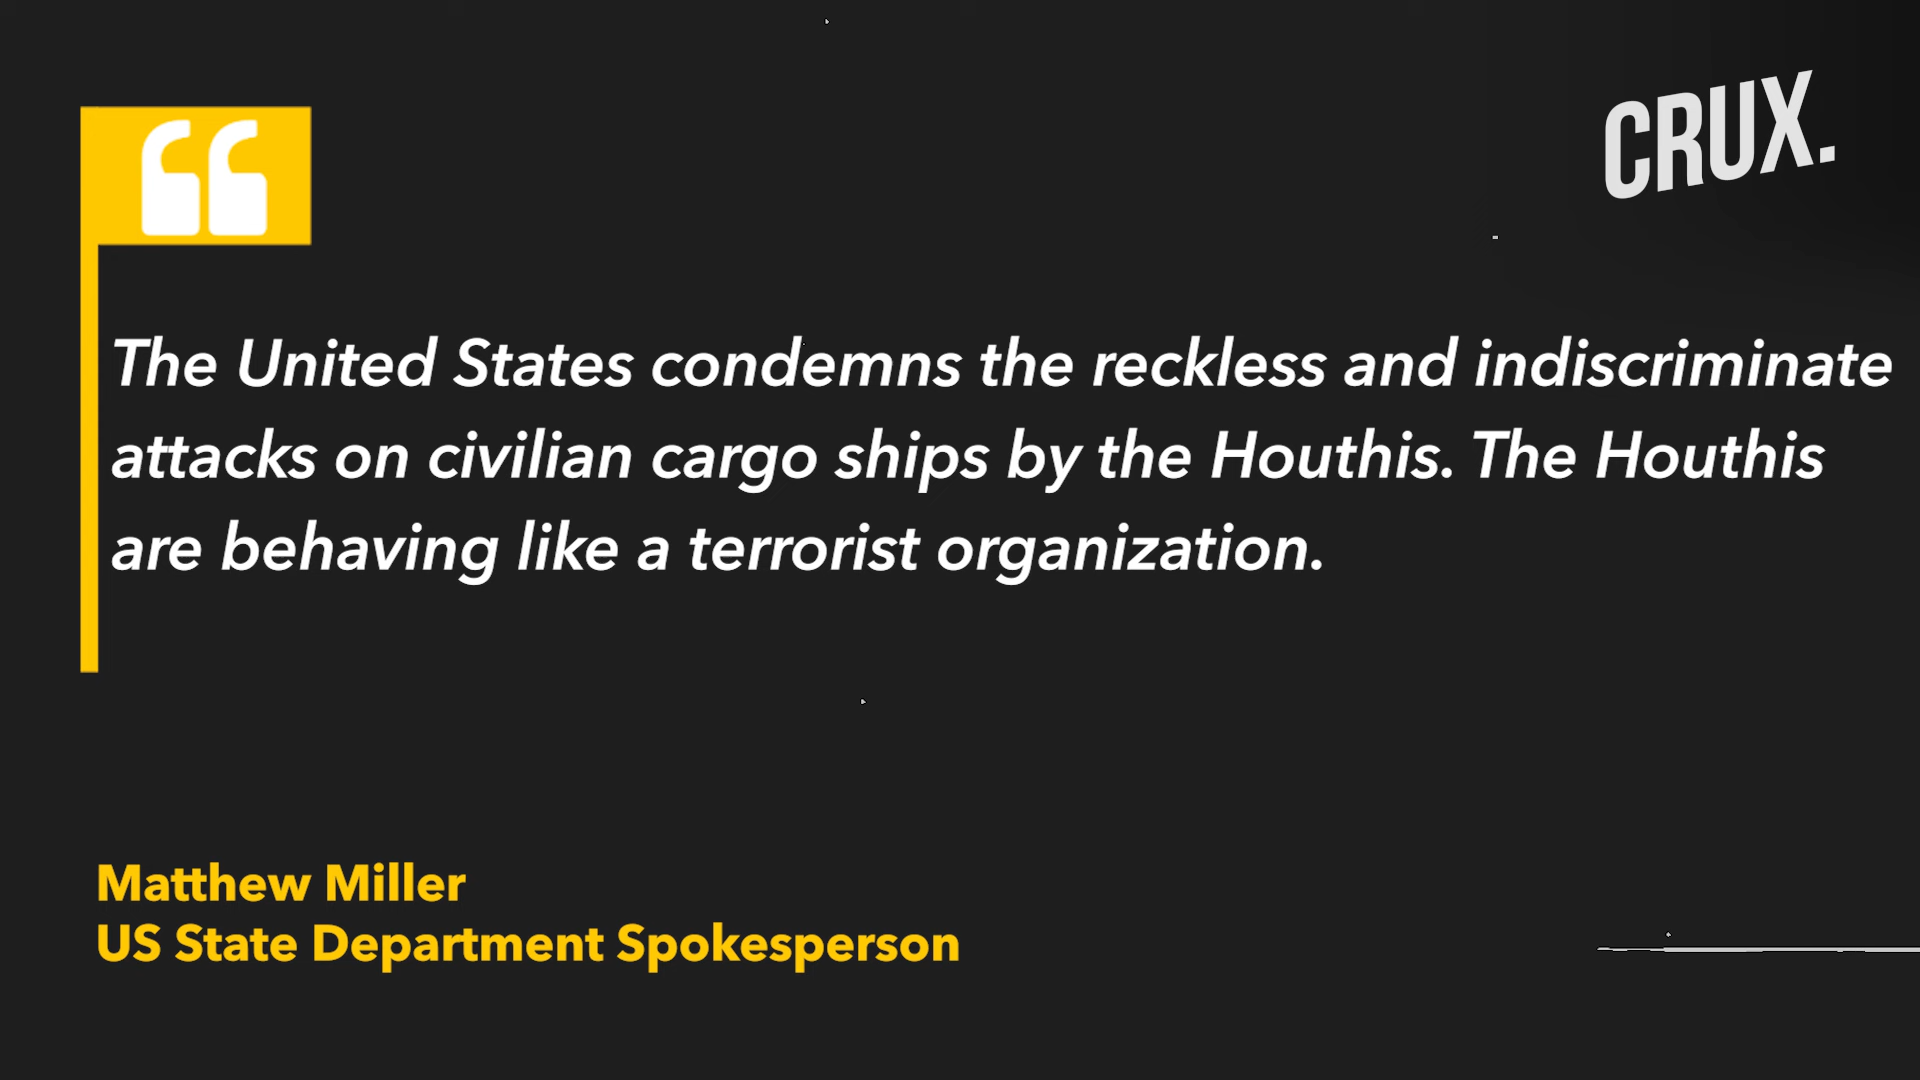 CRUX.
The United States condemns the reckless and indiscriminate
attacks on civilian cargo ships by the Houthis. The Houthis
are behaving like a terrorist organization.
Matthew Miller
US State Department Spokesperson